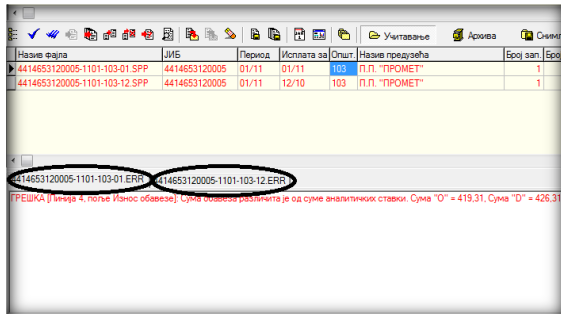 Учитавање Архива Сними
Назив фајла ЈИБ Период Исплата за Општ. Назив предузећа Број зап. Број
4414653120005-1101-103-01.SPP 4414653120005 01/11 01/11 103 П.П. "ПРОМЕТ" 1
4414653120005-1101-103-12.SPP 4414653120005 01/11 12/10 103 П.П. "ПРОМЕТ" 1
4414653120005-1101-103-01.ERR 4414653120005-1101-103-12.ERR
ГРЕШКА [Линија 4, поље Износ обавезе]: Сума обавеза различита је од суме аналитичких ставки. Сума "О" = 419,31, Сума "D" = 426,31